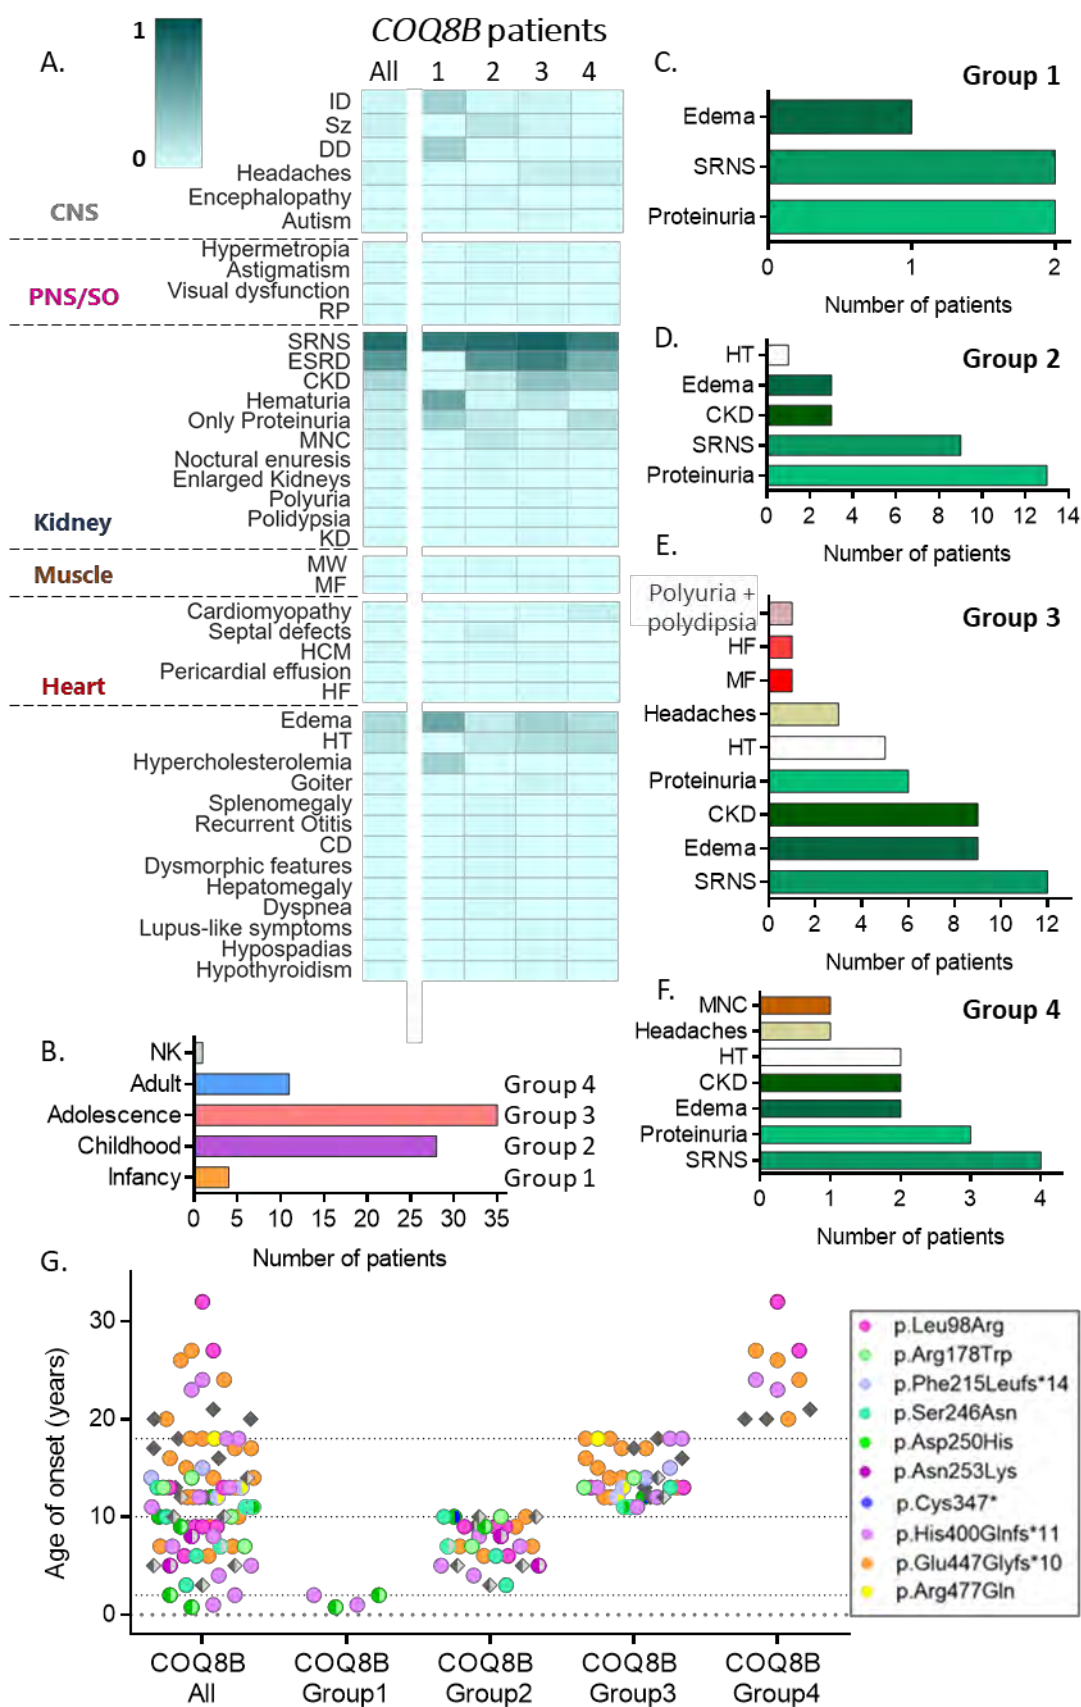 COQ8B patients
A.
1
0
All 1 2 3 4
ID
Sz
DD
Headaches
Encephalopathy
Autism
CNS
Hypermetropia
Astigmatism
Visual dysfunction
RP
PNS/SO
SRNS
ESRD
CKD
Hematuria
Only Proteinuria
MNC
Noctural enuresis
Enlarged Kidneys
Polyuria
Polidypsia
KD
Kidney
MW
MF
Muscle
Cardiomyopathy
Septal defects
HCM
Pericardial effusion
HF
Heart
Edema
HT
Hypercholesterolemia
Goiter
Splenomegaly
Recurrent Otitis
CD
Dysmorphic features
Hepatomegaly
Dyspnea
Lupus-like symptoms
Hypospadias
Hypothyroidism
B.
NK
Adult
Adolescence
Childhood
Infancy
Group 4
Group 3
Group 2
Group 1
0 5 10 15 20 25 30 35
Number of patients
C.
Group 1
Edema
SRNS
Proteinuria
0 1 2
Number of patients
D.
Group 2
HT
Edema
CKD
SRNS
Proteinuria
0 2 4 6 8 10 12 14
Number of patients
E.
Group 3
Polyuria +
polydipsia
HF
MF
Headaches
HT
Proteinuria
CKD
Edema
SRNS
0 2 4 6 8 10 12
Number of patients
F.
Group 4
MNC
Headaches
HT
CKD
Edema
Proteinuria
SRNS
0 1 2 3 4
Number of patients
G.
Age of onset (years)
30
20
10
0
COQ8B
All
COQ8B
Group1
COQ8B
Group2
COQ8B
Group3
COQ8B
Group4
p.Leu98Arg
p.Arg178Trp
p.Phe215Leufs*14
p.Ser246Asn
p.Asp250His
p.Asn253Lys
p.Cys347*
p.His400Glnfs*11
p.Glu447Glyfs*10
p.Arg477Gln